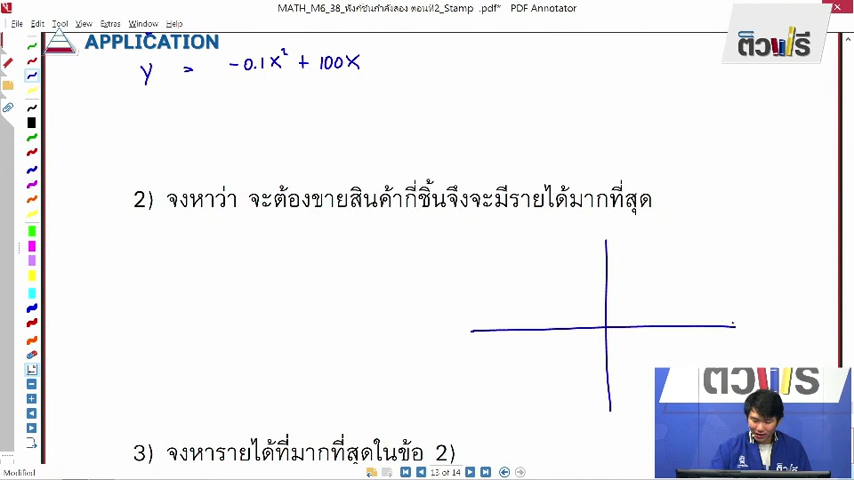 MATH_M6_38_ฟังก์ชันกำลังสอง ตอนที่2_Stamp .pdf* - PDF Annotator
File Edit Tool View Extras Window Help
APPLICATION
ติวฟรี
y = -0.1x² + 100x
2) จงหาว่า จะต้องขายสินค้ากี่ชิ้นจึงจะมีรายได้มากที่สุด
3) จงหารายได้ที่มากที่สุดในข้อ 2)
Modified
13 of 14